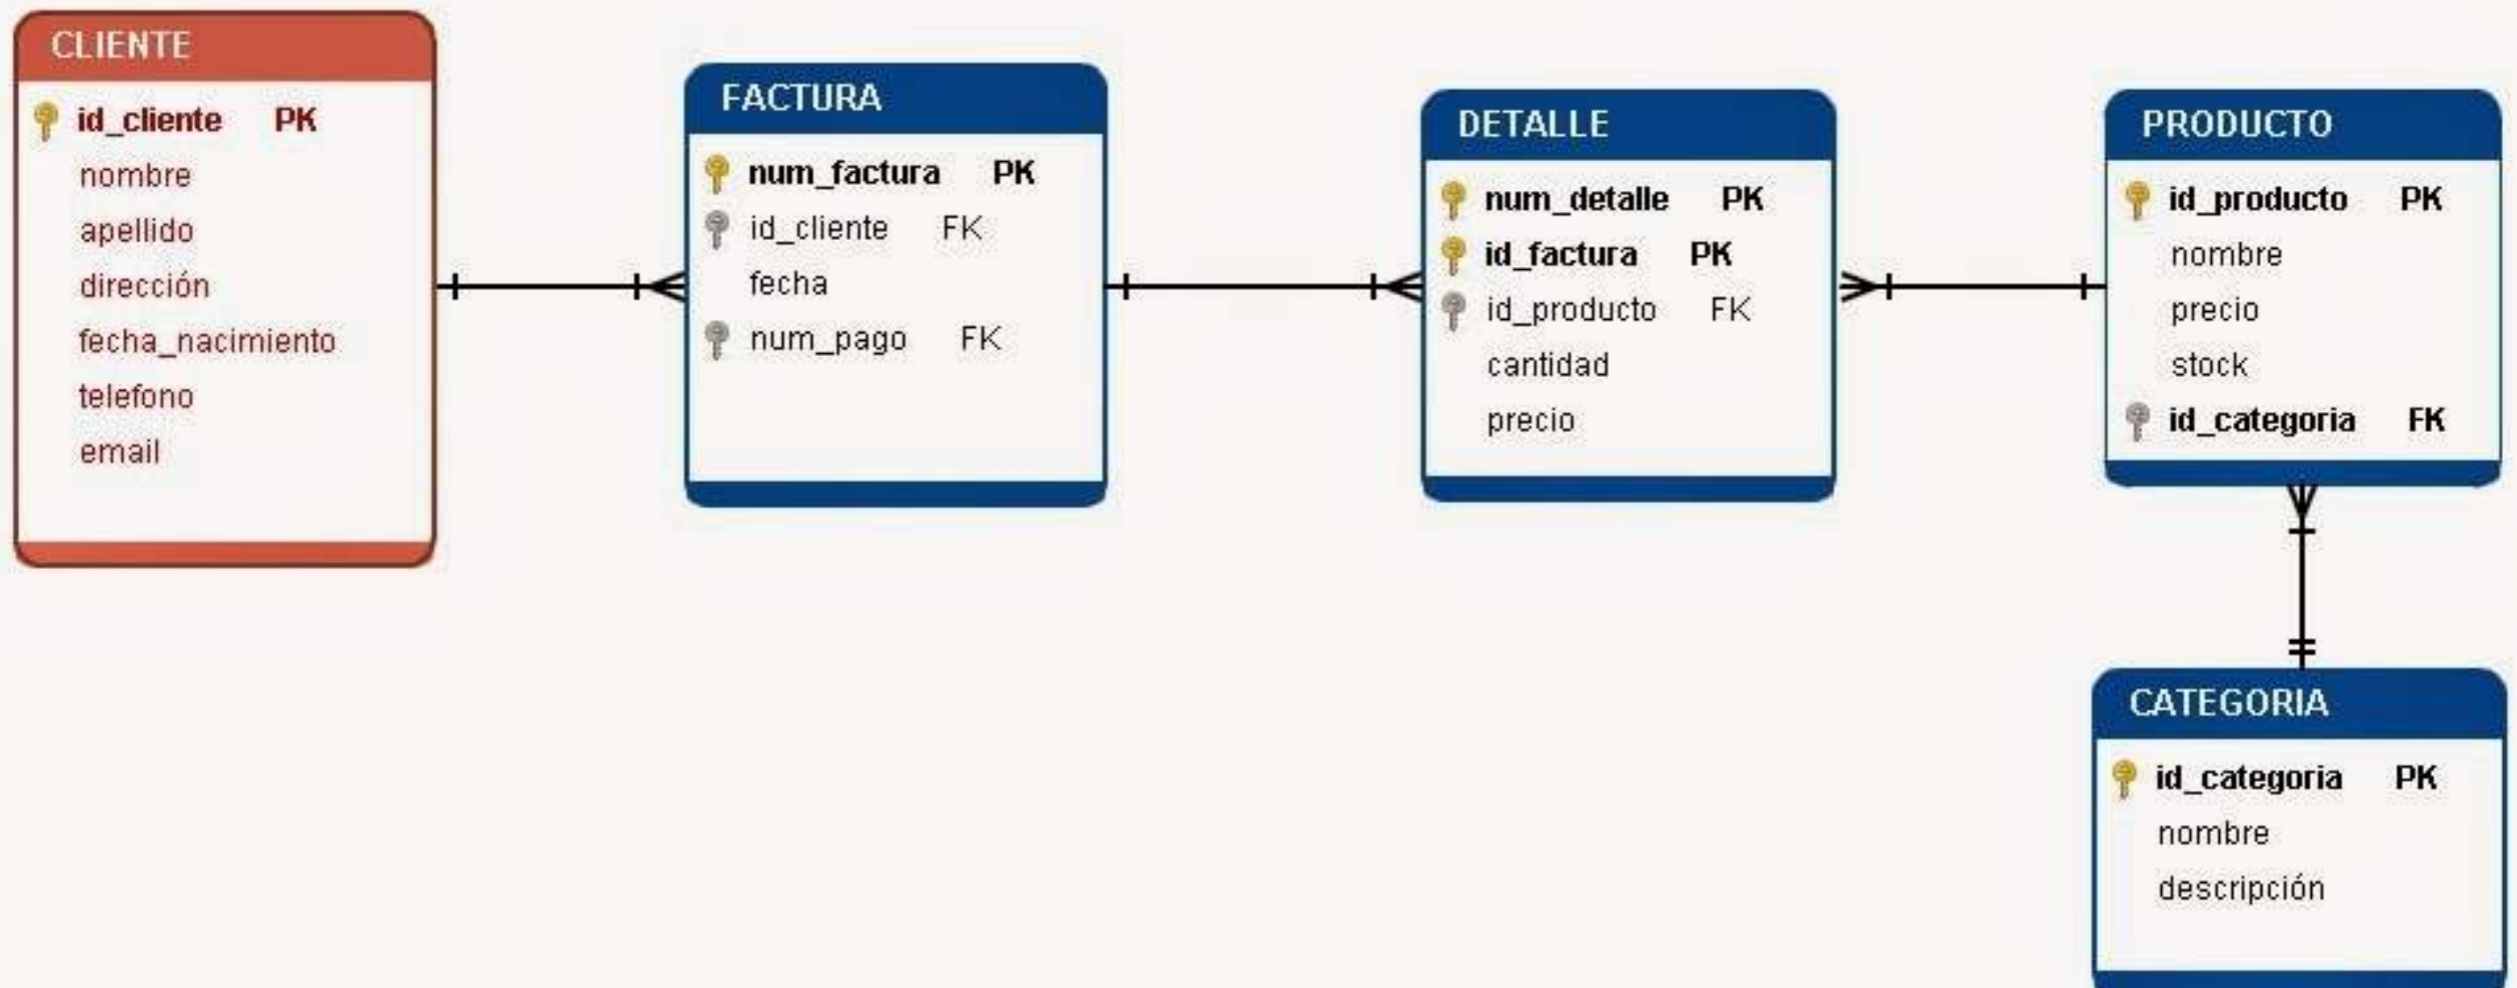 CLIENTE
id_cliente PK
nombre
apellido
dirección
fecha_nacimiento
telefono
email
FACTURA
num_factura PK
id_cliente FK
fecha
num_pago FK
DETALLE
num_detalle PK
id_factura PK
id_producto FK
cantidad
precio
PRODUCTO
id_producto PK
nombre
precio
stock
id_categoria FK
CATEGORIA
id_categoria PK
nombre
descripción